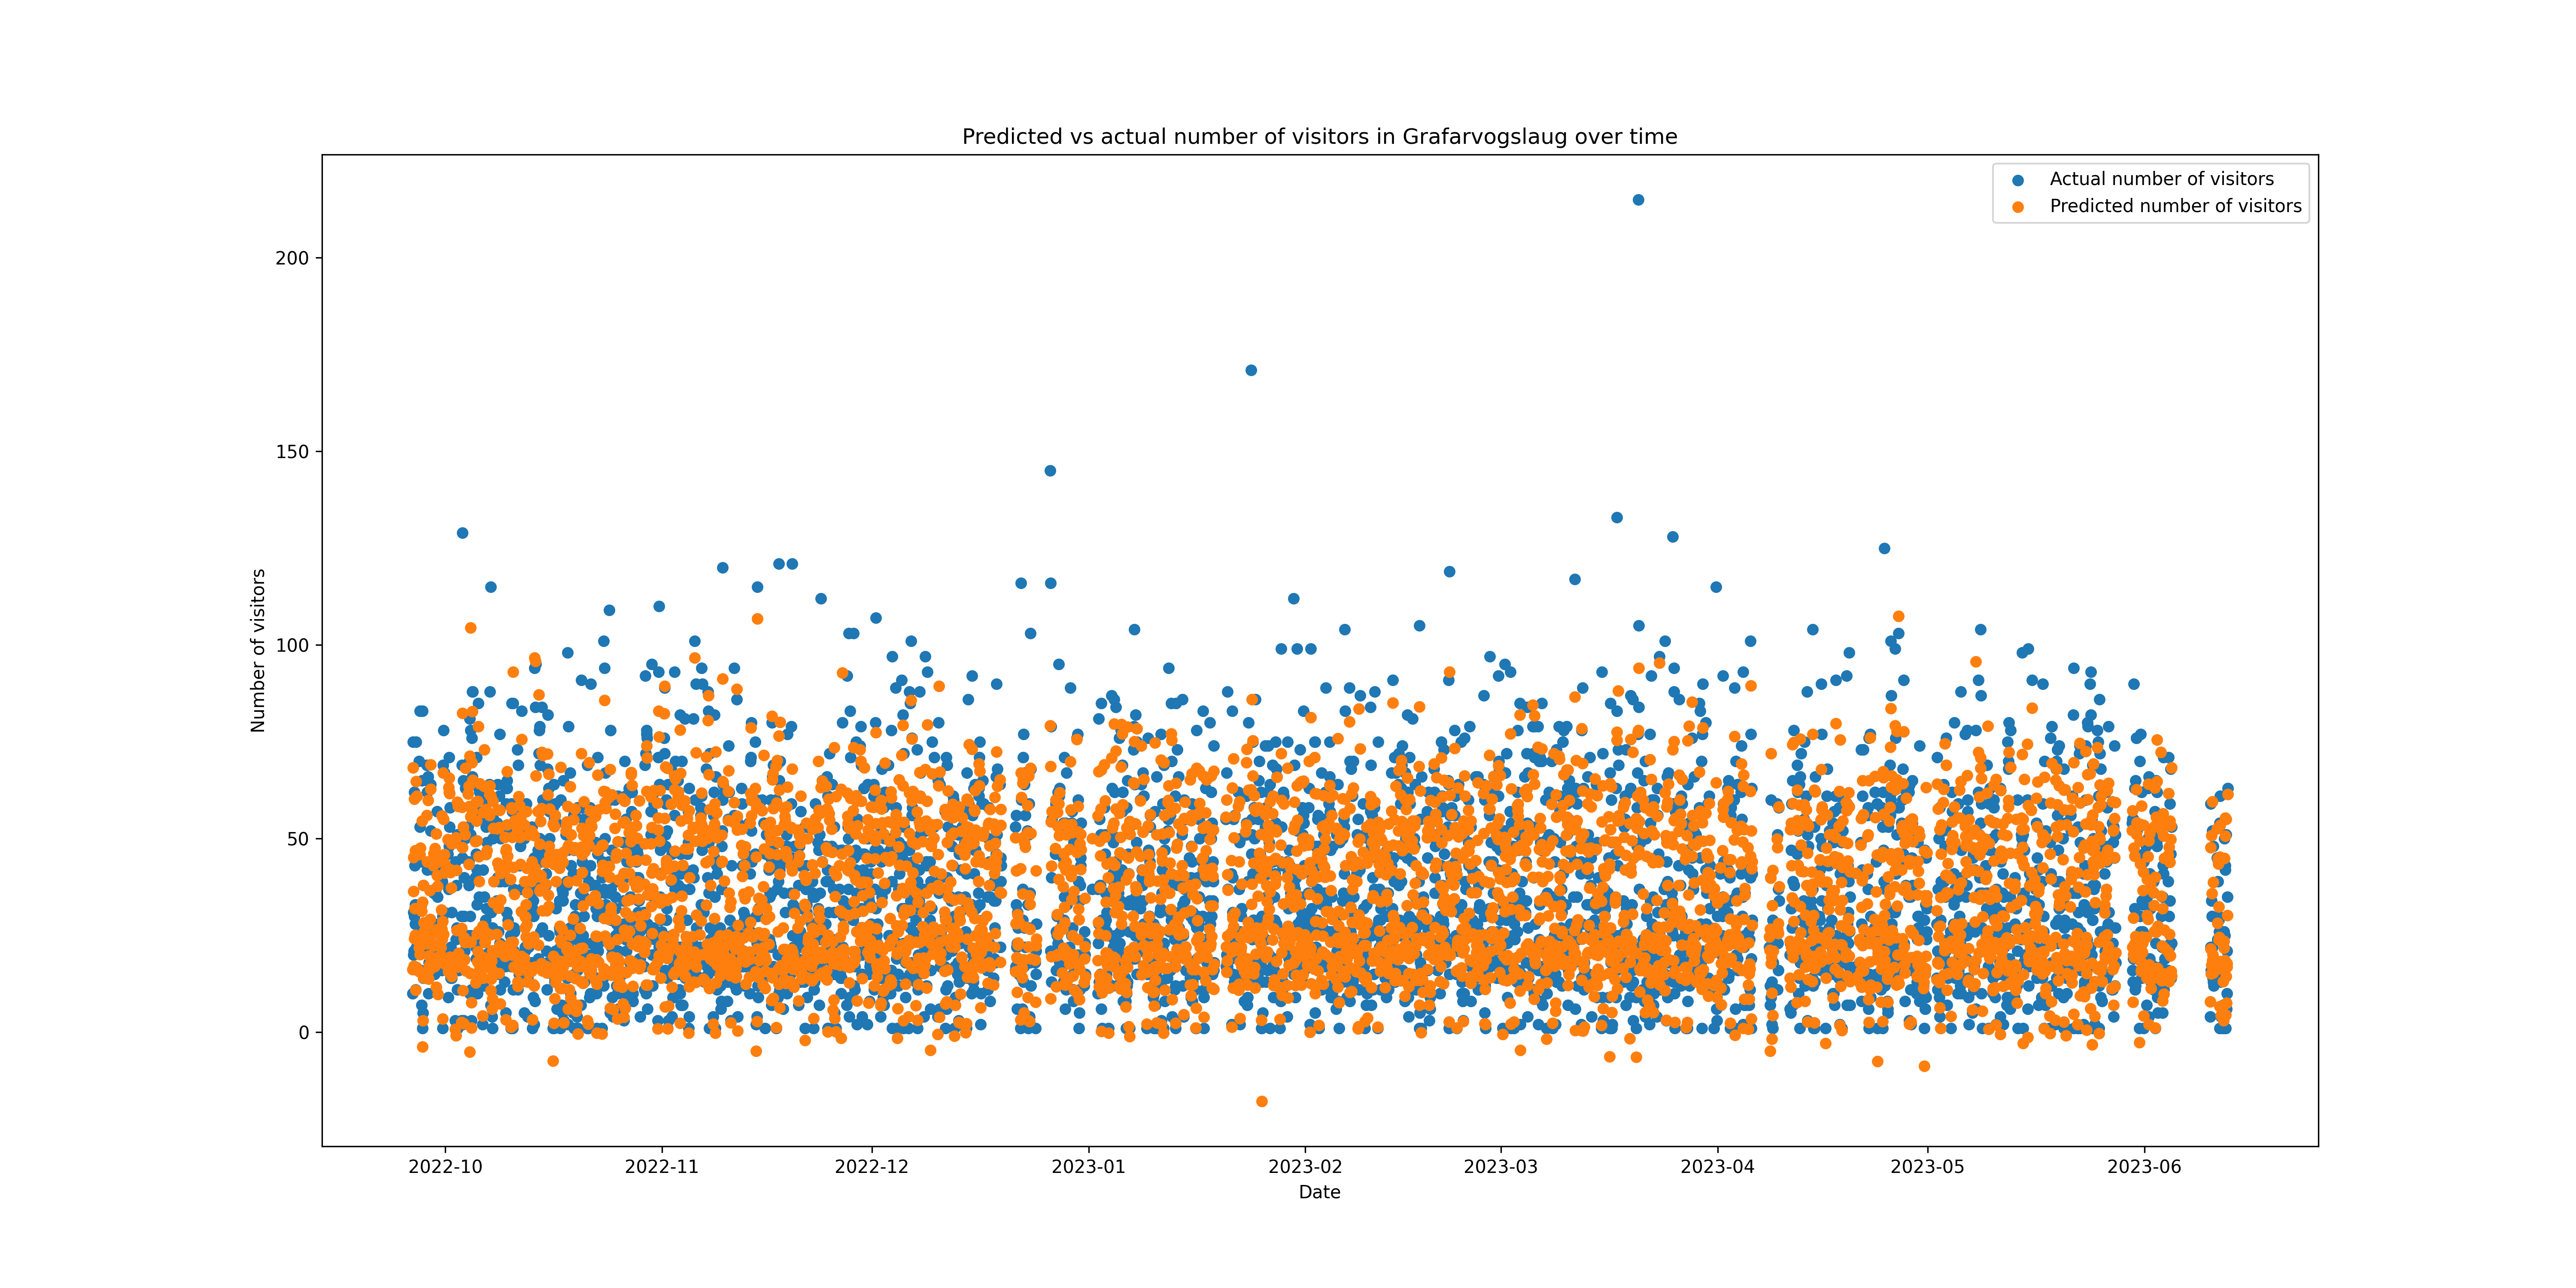 Predicted vs actual number of visitors in Grafarvogslaug over time
Actual number of visitors
Predicted number of visitors
Number of visitors
200
150
100
50
0
2022-10 2022-11 2022-12 2023-01 2023-02 2023-03 2023-04 2023-05 2023-06
Date